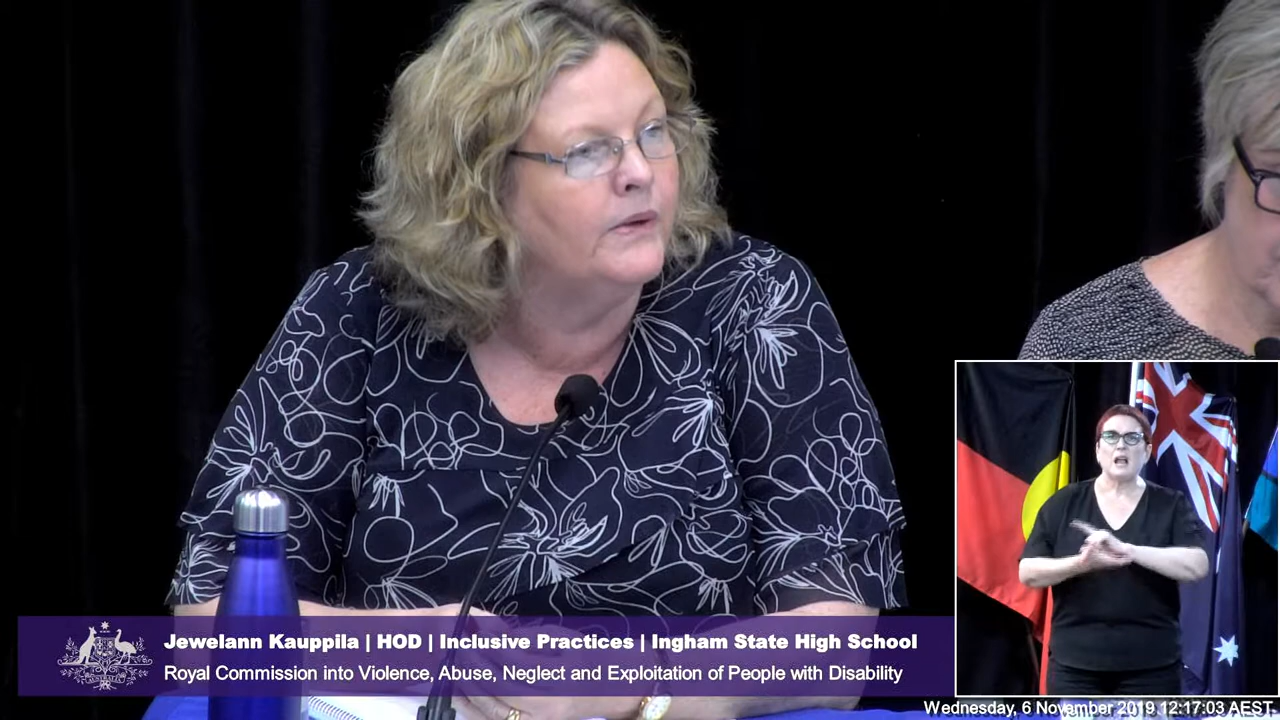 Jewelann Kauppila | HOD | Inclusive Practices | Ingham State High School
Royal Commission into Violence, Abuse, Neglect and Exploitation of People with Disability
Wednesday, 6 November 2019 12:17:03 AEST